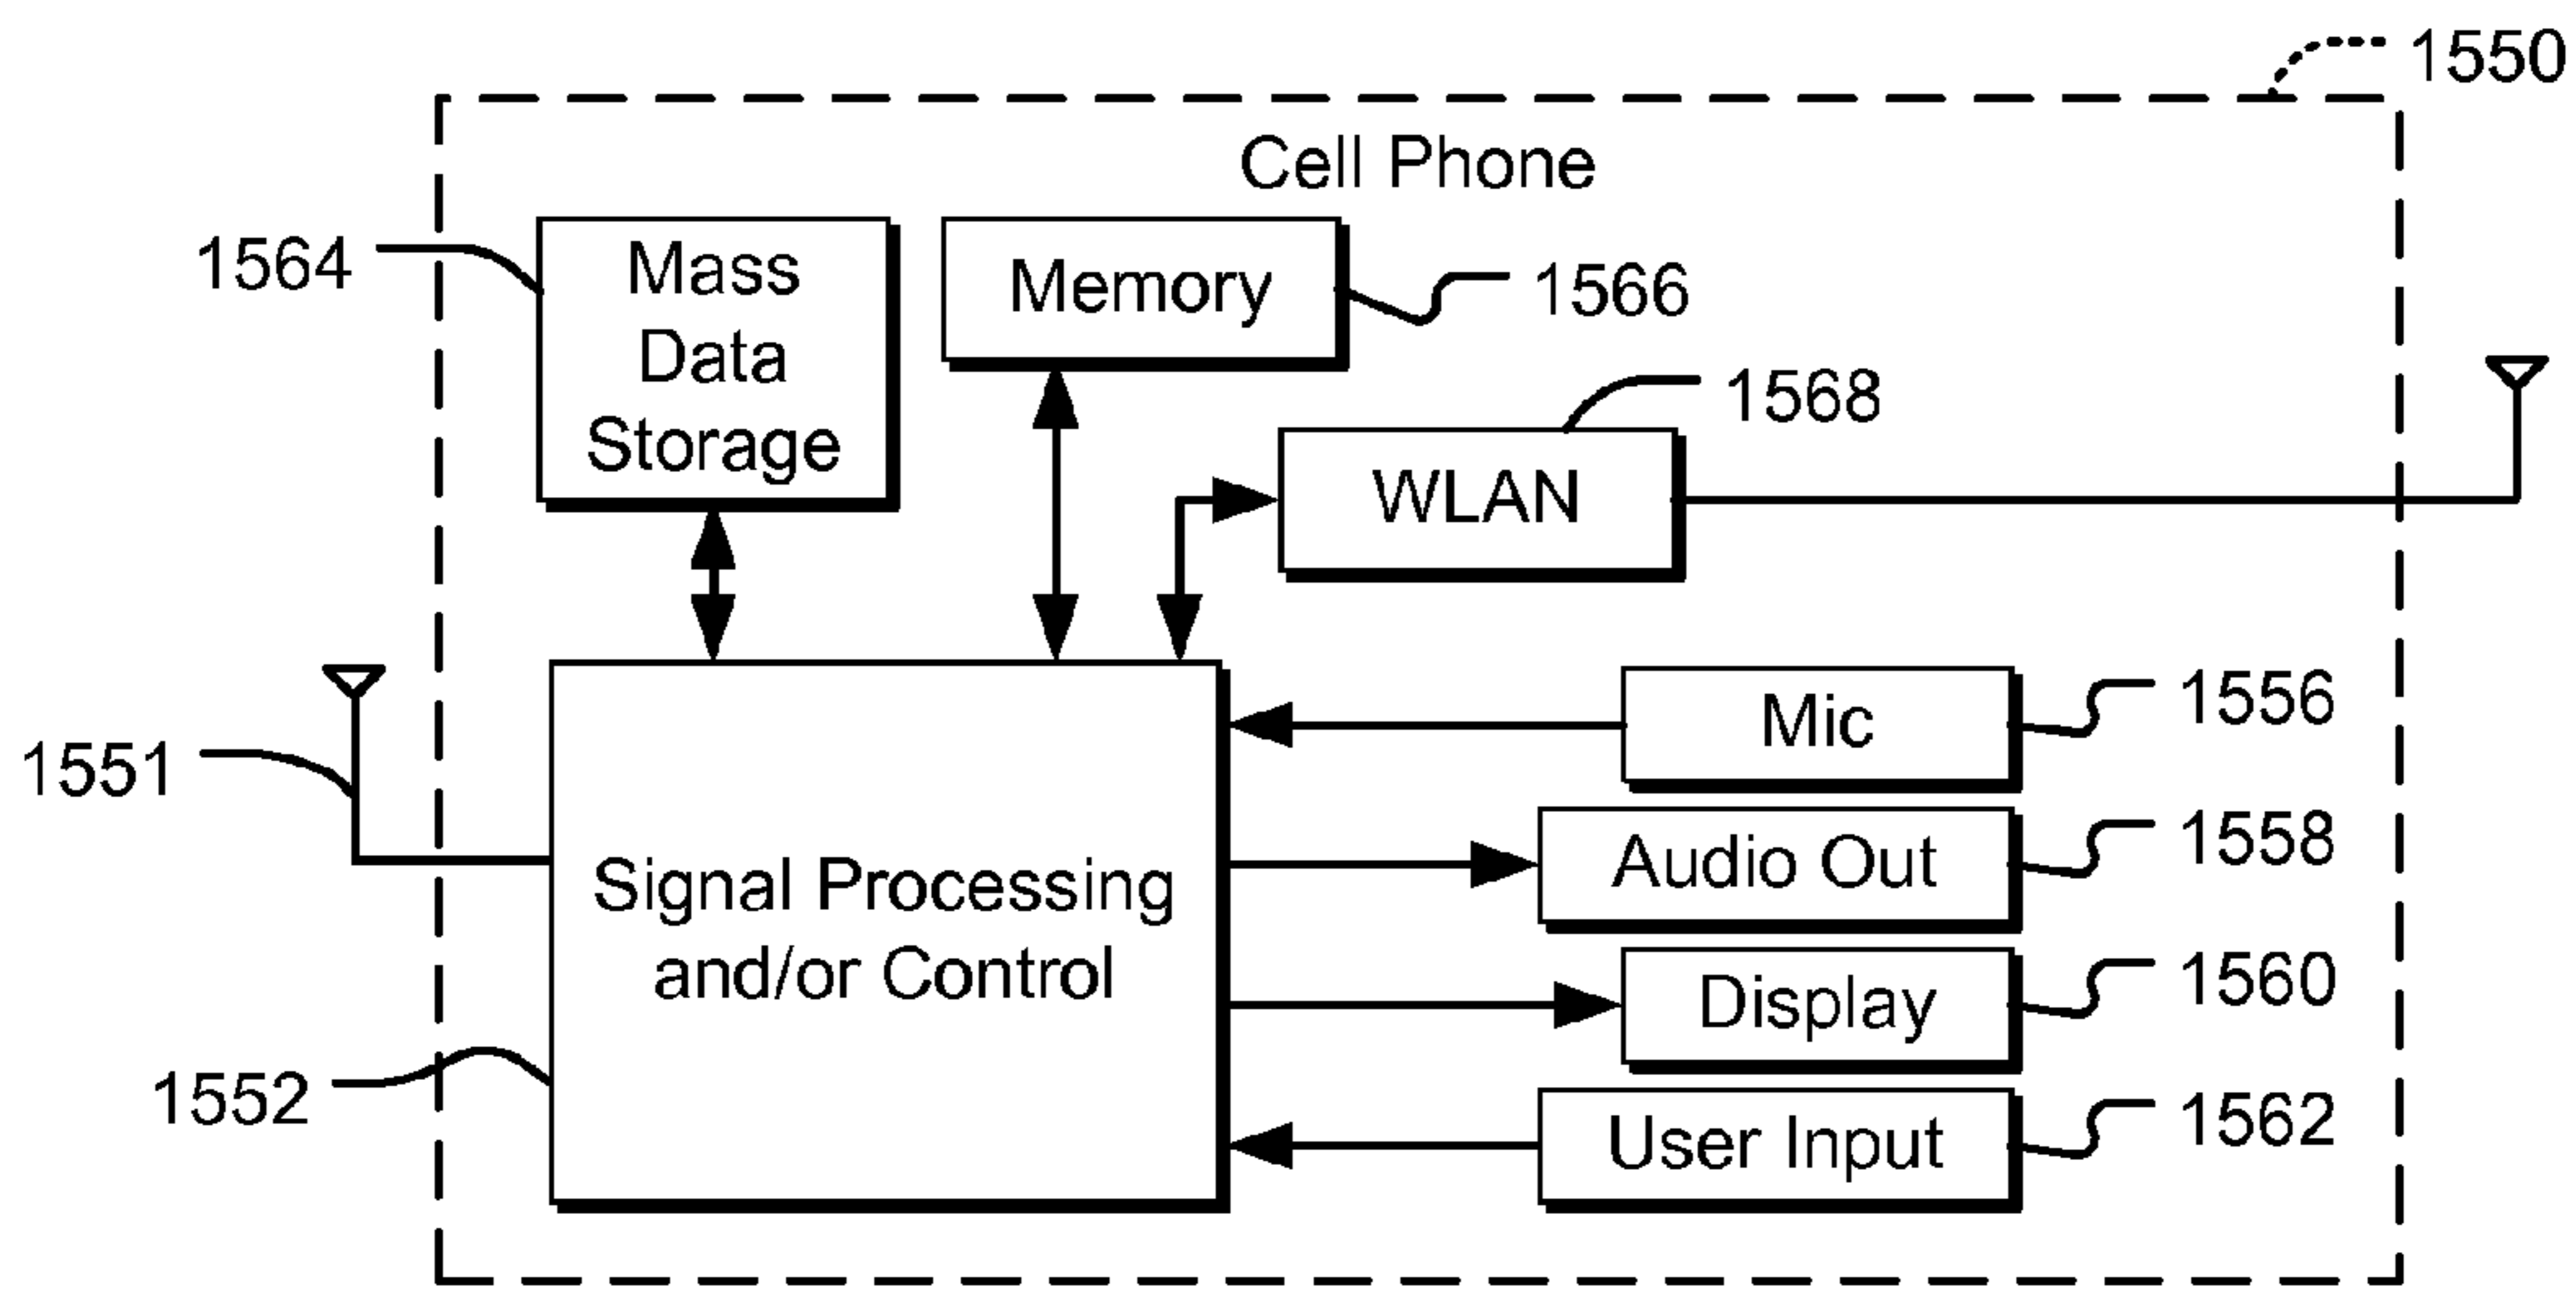 1550
Cell Phone
1564
Mass
Data
Storage
Memory
1566
1568
WLAN
1551
Signal Processing
and/or Control
1552
Mic
1556
Audio Out
1558
Display
1560
User Input
1562